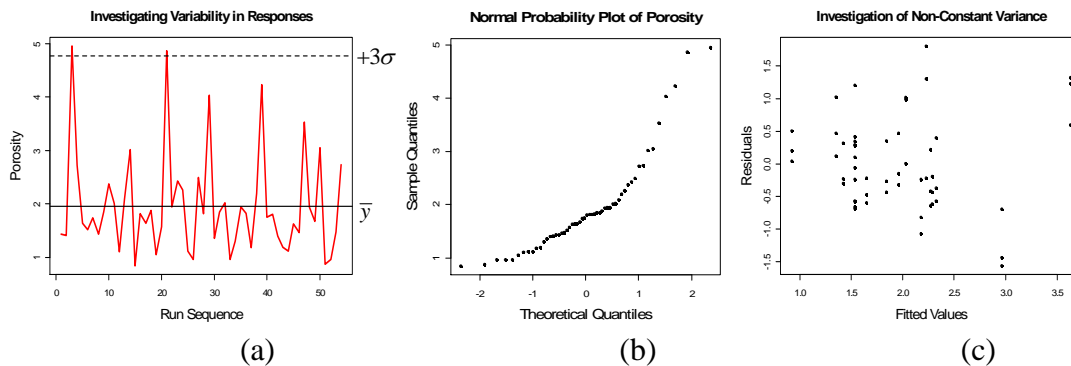 Investigating Variability in Responses
Porosity
5
4
3
2
1
0 10 20 30 40 50
Run Sequence
+3σ
y̅
(a)
Normal Probability Plot of Porosity
Sample Quantiles
5
4
3
2
1
-2 -1 0 1 2
Theoretical Quantiles
(b)
Investigation of Non-Constant Variance
Residuals
1.5
1.0
0.5
0.0
-0.5
-1.0
-1.5
1.0 1.5 2.0 2.5 3.0 3.5
Fitted Values
(c)